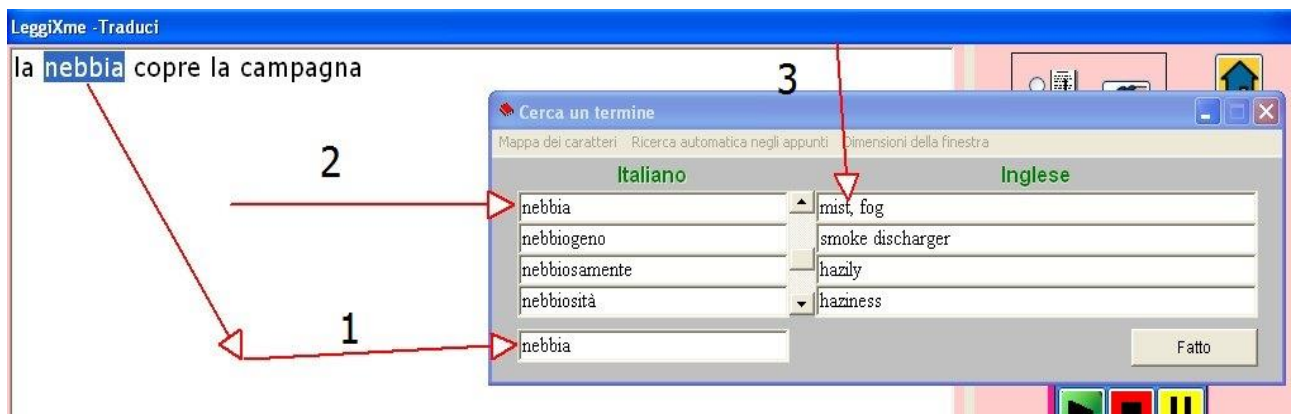 LeggiXme -Traduci
la nebbia copre la campagna
3
Cerca un termine
Mappa dei caratteri Ricerca automatica negli appunti Dimensioni della finestra
2
Italiano Inglese
nebbia mist, fog
nebbiogeno smoke discharger
nebbiosamente hazily
nebbiosità haziness
1
nebbia Fatto